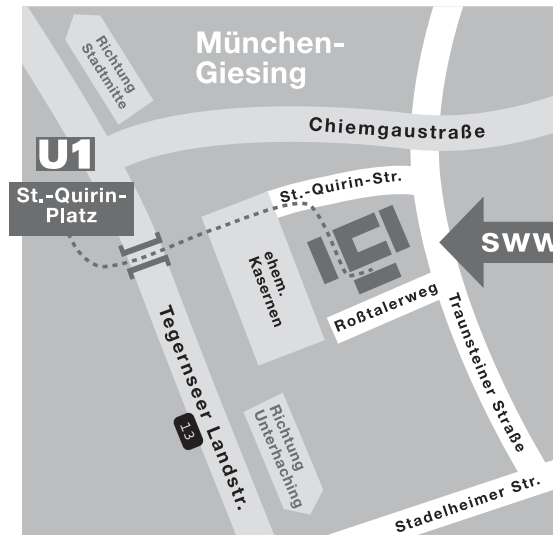 München-
Giesing
Richtung
Stadtmitte
Chiemgaustraße
U1
St.-Quirin-
Platz
St.-Quirin-Str.
SWW
ehem.
Kasernen
Roßtalerweg
Tegernseer Landstr.
13
Traunsteiner Straße
Richtung
Unterhaching
Stadelheimer Str.